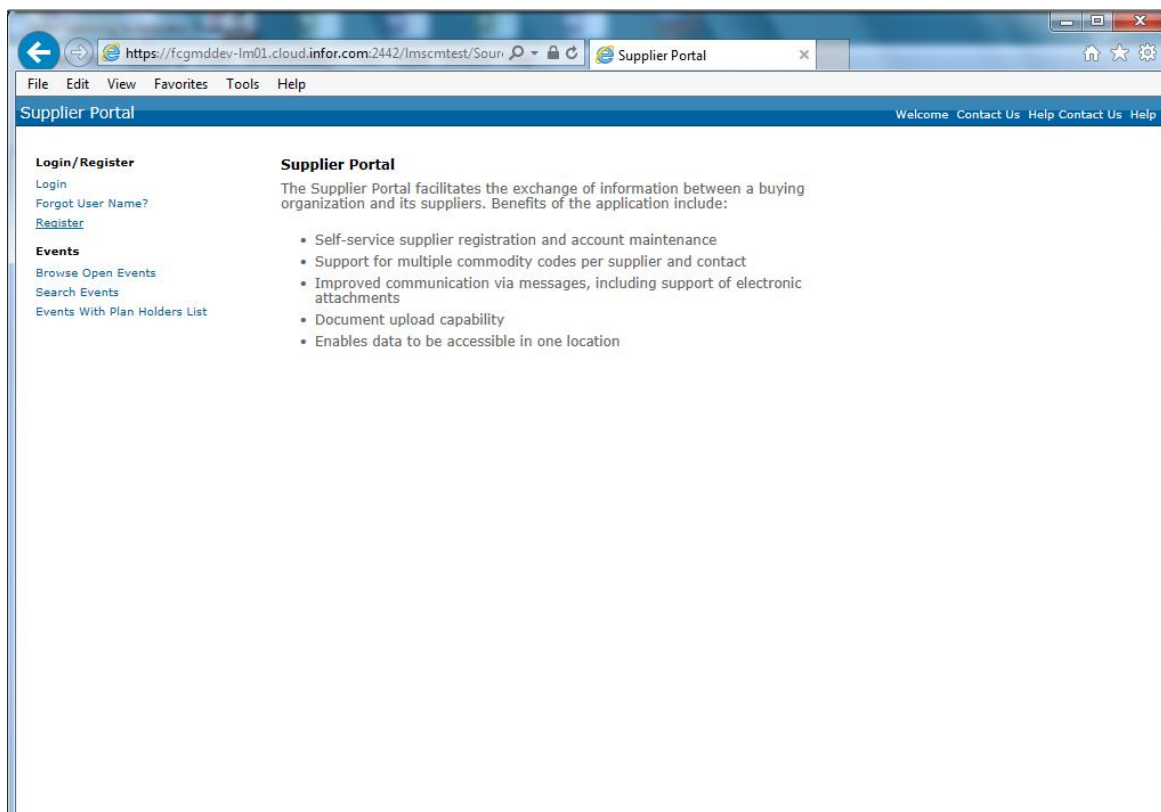 https://fcgmddev-lm01.cloud.infor.com:2442/lmscmtest/Sour
Supplier Portal
File Edit View Favorites Tools Help
Supplier Portal
Welcome Contact Us Help Contact Us Help
Login/Register
Login
Forgot User Name?
Register
Events
Browse Open Events
Search Events
Events With Plan Holders List
Supplier Portal
The Supplier Portal facilitates the exchange of information between a buying
organization and its suppliers. Benefits of the application include:
• Self-service supplier registration and account maintenance
• Support for multiple commodity codes per supplier and contact
• Improved communication via messages, including support of electronic
attachments
• Document upload capability
• Enables data to be accessible in one location